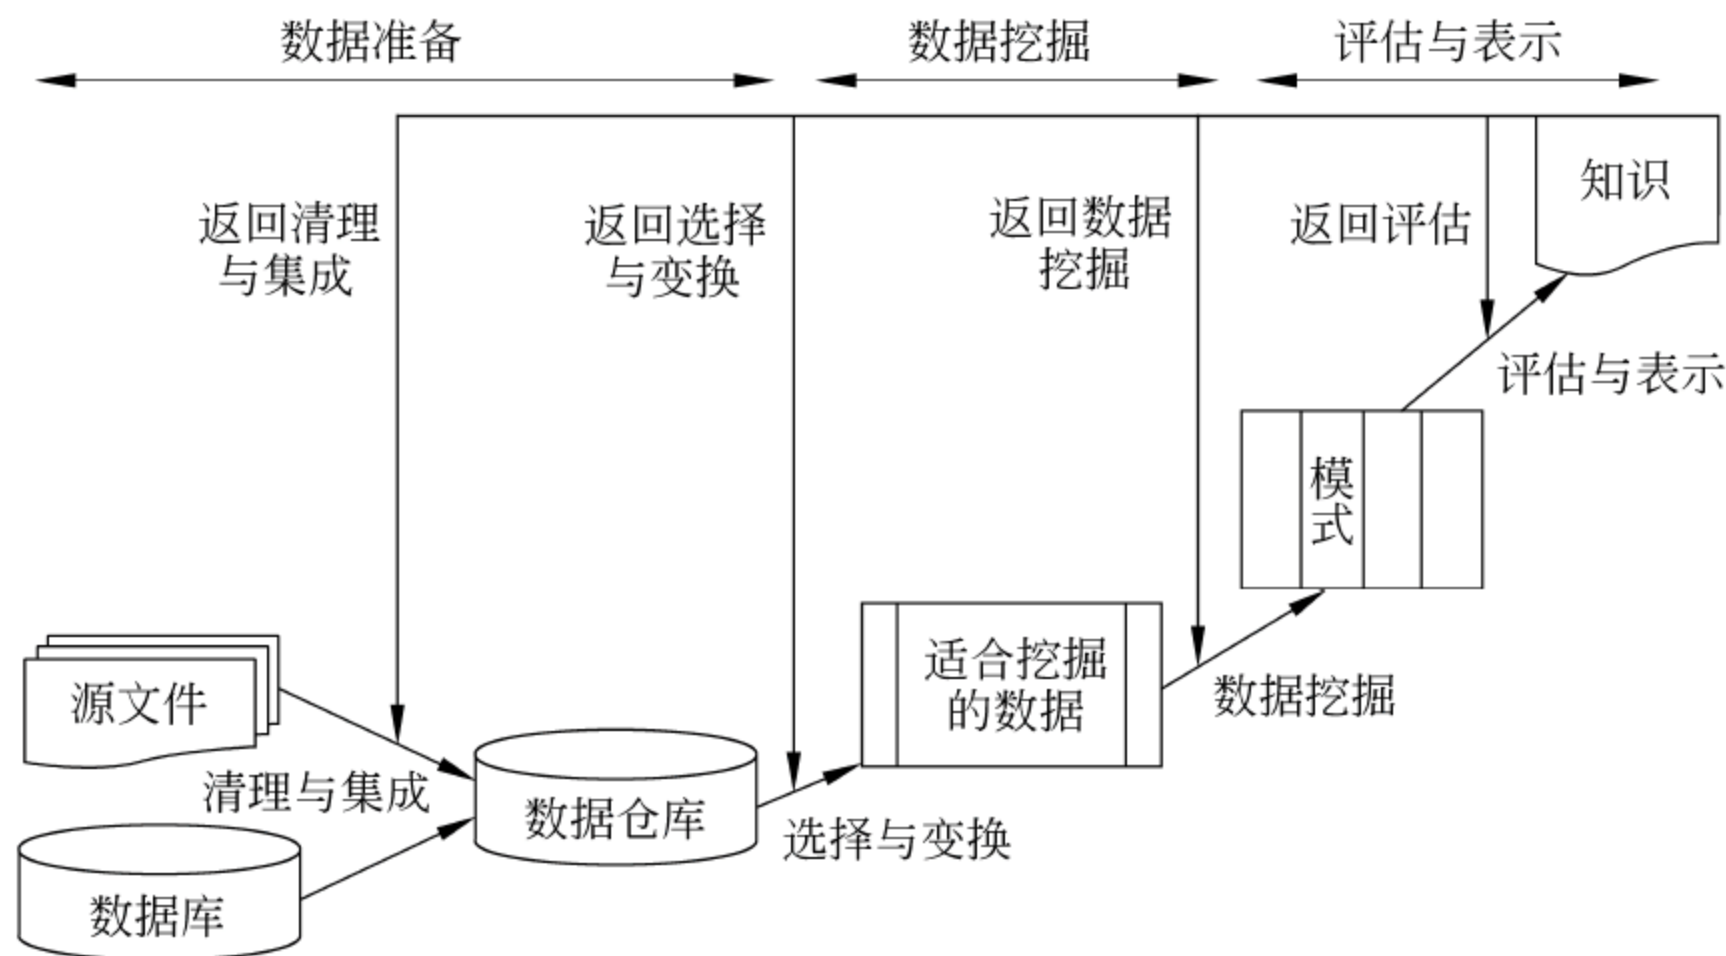 数据准备
数据挖掘
评估与表示
返回清理
与集成
返回选择
与变换
返回数据
挖掘
返回评估
知识
评估与表示
模
式
适合挖掘
的数据
数据挖掘
源文件
清理与集成
数据仓库
选择与变换
数据库